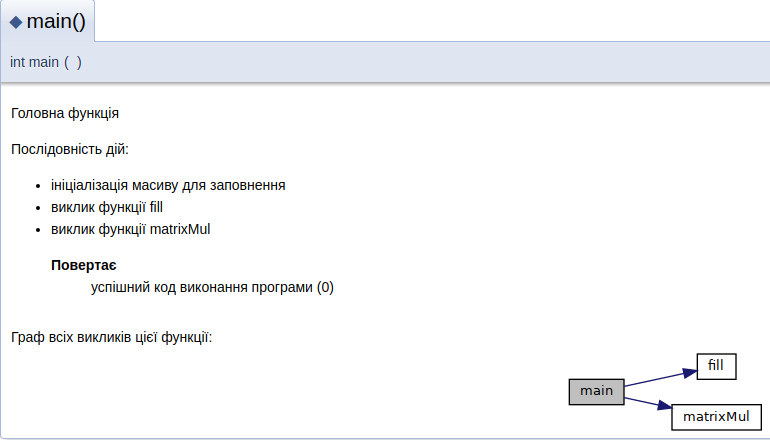 ◆ main()
int main ( )
Головна функція
Послідовність дій:
• ініціалізація масиву для заповнення
• виклик функції fill
• виклик функції matrixMul
Повертає
успішний код виконання програми (0)
Граф всіх викликів цієї функції:
fill
main
matrixMul